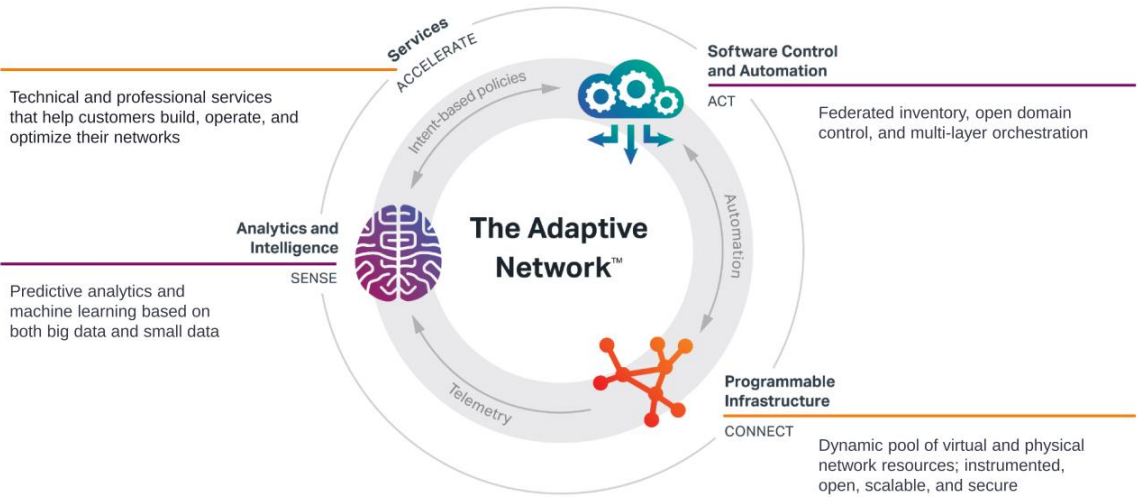 Services
ACCELERATE
Technical and professional services
that help customers build, operate, and
optimize their networks
Software Control
and Automation
ACT
Federated inventory, open domain
control, and multi-layer orchestration
Intent-based policies
Automation
Telemetry
The Adaptive
Network™
Analytics and
Intelligence
SENSE
Predictive analytics and
machine learning based on
both big data and small data
Programmable
Infrastructure
CONNECT
Dynamic pool of virtual and physical
network resources; instrumented,
open, scalable, and secure